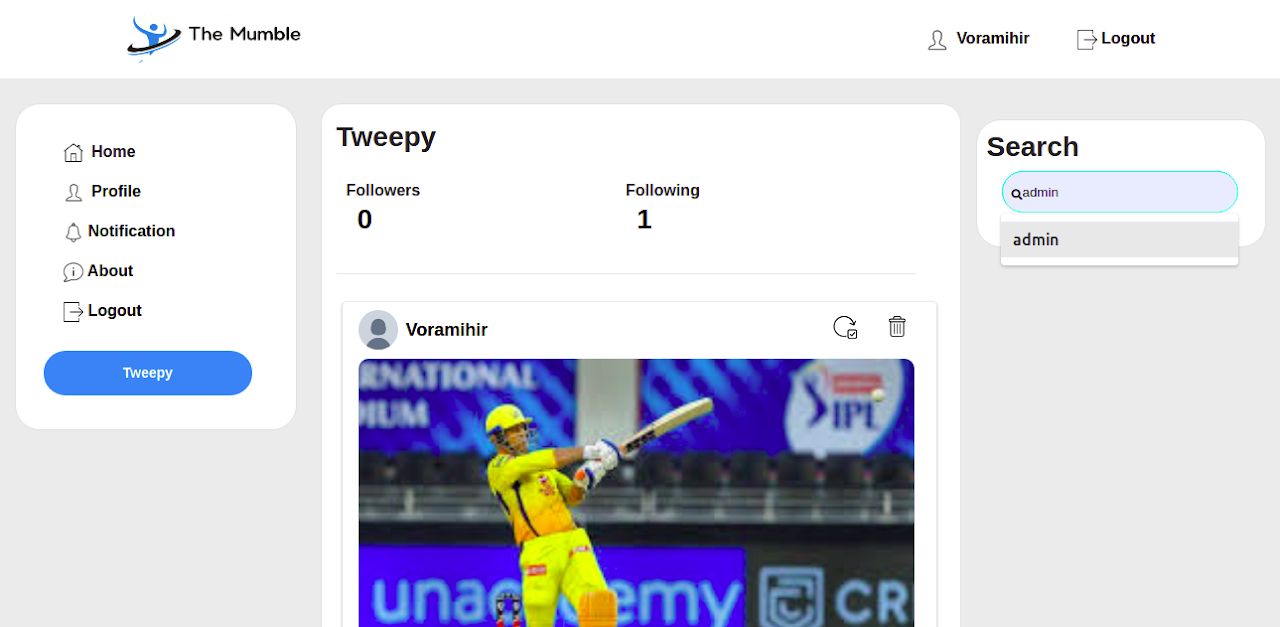 The Mumble
Voramihir
Logout
Home
Profile
Notification
About
Logout
Tweepy
Tweepy
Followers
Following
0
1
Voramihir
RNATIONAL
DIUM
IPL
unacademy
CR
Search
admin
admin